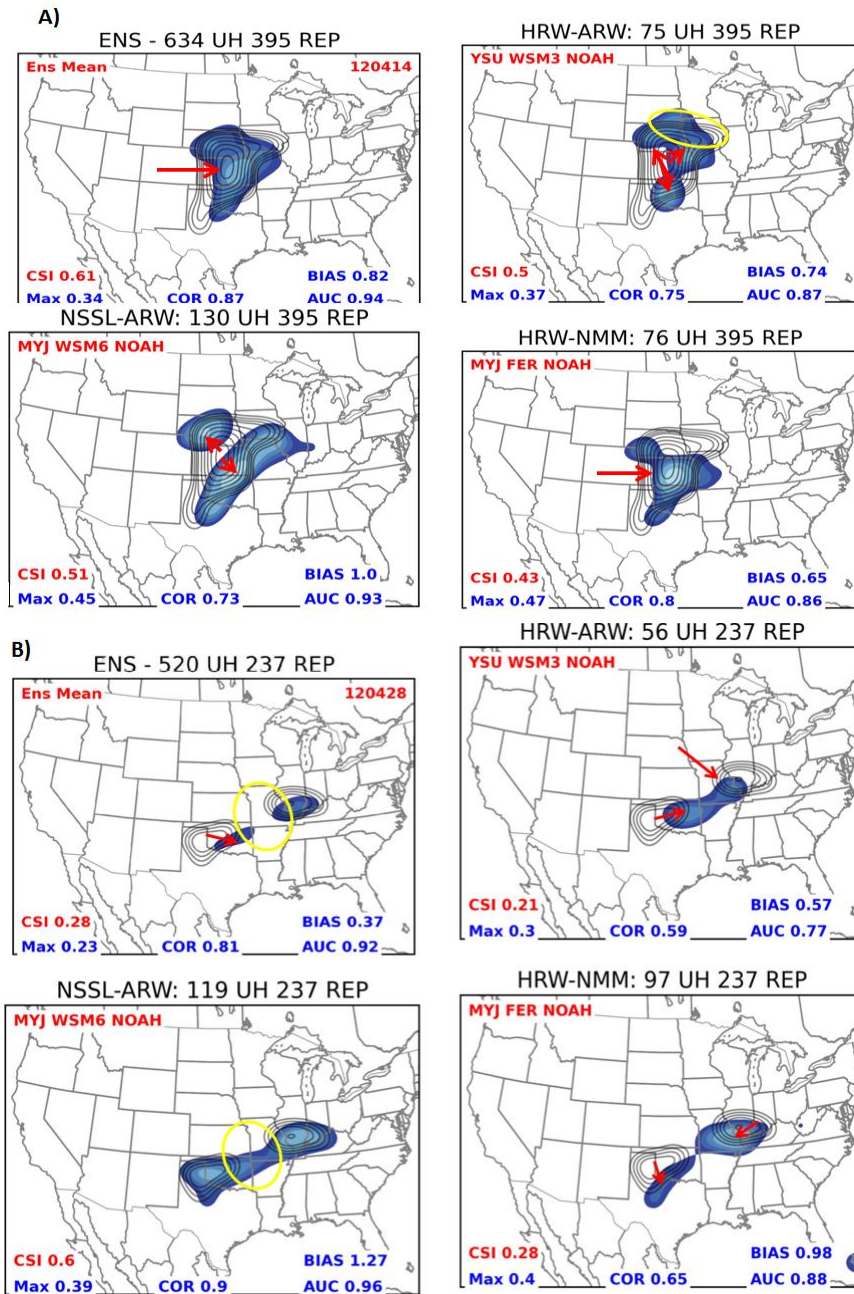 A)
ENS - 634 UH 395 REP
Ens Mean 120414
CSI 0.61 BIAS 0.82
Max 0.34 COR 0.87 AUC 0.94
HRW-ARW: 75 UH 395 REP
YSU WSM3 NOAH
CSI 0.5 BIAS 0.74
Max 0.37 COR 0.75 AUC 0.87
NSSL-ARW: 130 UH 395 REP
MYJ WSM6 NOAH
CSI 0.51 BIAS 1.0
Max 0.45 COR 0.73 AUC 0.93
HRW-NMM: 76 UH 395 REP
MYJ FER NOAH
CSI 0.43 BIAS 0.65
Max 0.47 COR 0.8 AUC 0.86
B)
ENS - 520 UH 237 REP
Ens Mean 120428
CSI 0.28 BIAS 0.37
Max 0.23 COR 0.81 AUC 0.92
HRW-ARW: 56 UH 237 REP
YSU WSM3 NOAH
CSI 0.21 BIAS 0.57
Max 0.3 COR 0.59 AUC 0.77
NSSL-ARW: 119 UH 237 REP
MYJ WSM6 NOAH
CSI 0.6 BIAS 1.27
Max 0.39 COR 0.9 AUC 0.96
HRW-NMM: 97 UH 237 REP
MYJ FER NOAH
CSI 0.28 BIAS 0.98
Max 0.4 COR 0.65 AUC 0.88